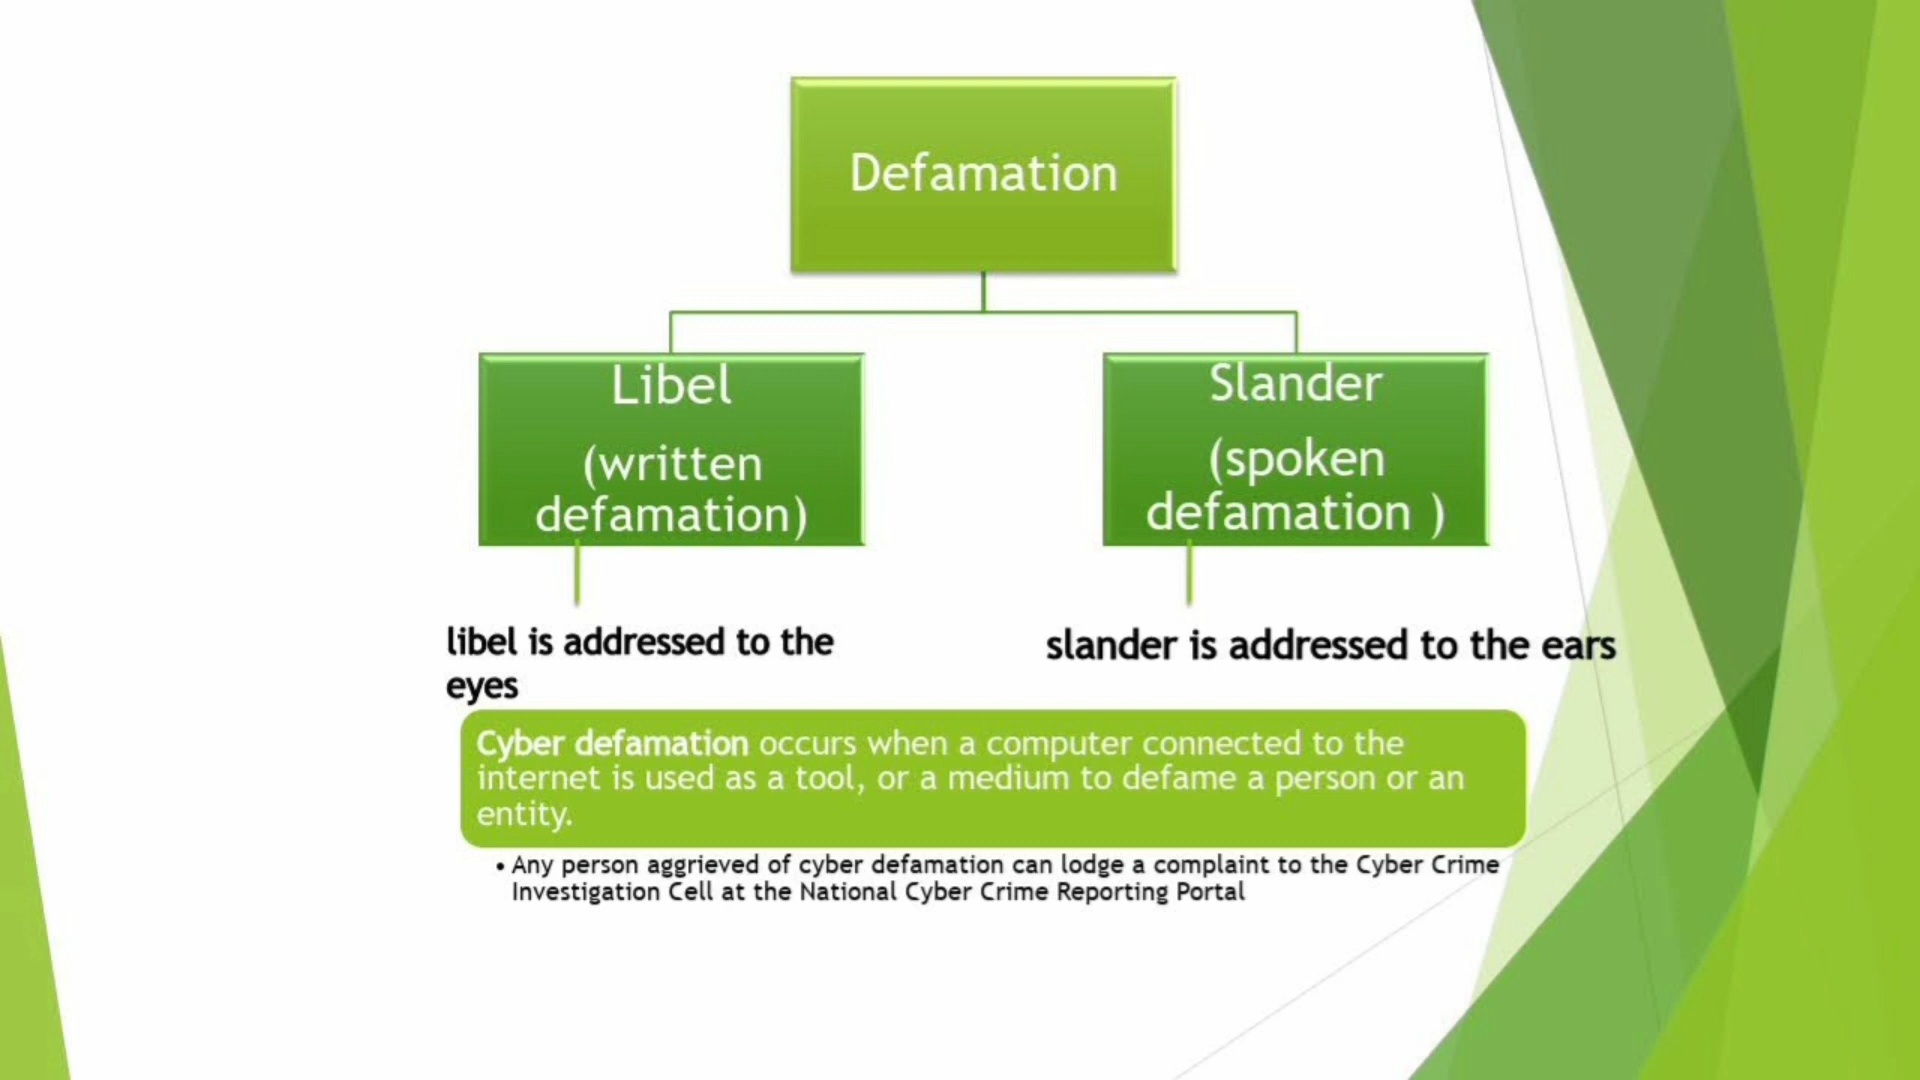 Defamation
Libel
(written
defamation)
Slander
(spoken
defamation )
libel is addressed to the
eyes
slander is addressed to the ears
Cyber defamation occurs when a computer connected to the
internet is used as a tool, or a medium to defame a person or an
entity.
• Any person aggrieved of cyber defamation can lodge a complaint to the Cyber Crime
Investigation Cell at the National Cyber Crime Reporting Portal